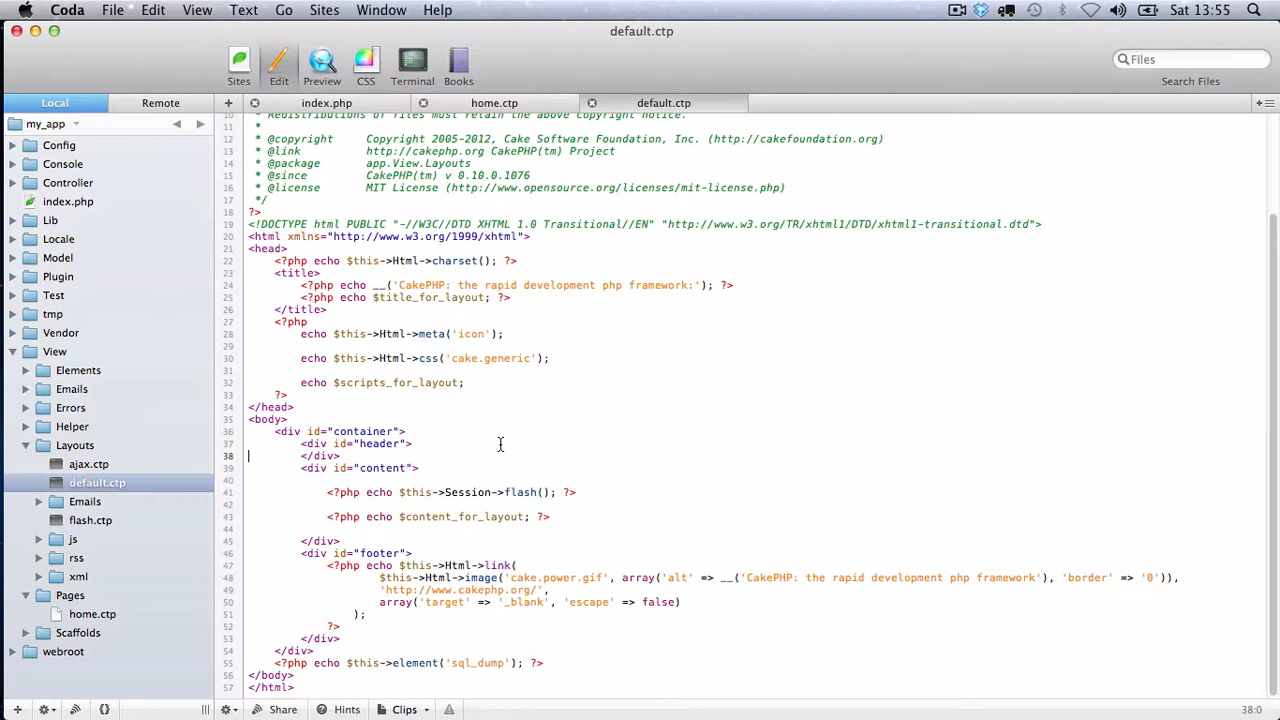 Coda File Edit View Text Go Sites Window Help Sat 13:55
default.ctp
Sites Edit Preview CSS Terminal Books Files Search Files
Local Remote index.php home.ctp default.ctp
my_app
Config
Console
Controller
index.php
Lib
Locale
Model
Plugin
Test
tmp
Vendor
View
Elements
Emails
Errors
Helper
Layouts
ajax.ctp
default.ctp
Emails
flash.ctp
js
rss
xml
Pages
home.ctp
Scaffolds
webroot
10 * Redistributions of files must retain the above copyright notice.
11 *
12 * @copyright Copyright 2005-2012, Cake Software Foundation, Inc. (http://cakefoundation.org)
13 * @link http://cakephp.org CakePHP(tm) Project
14 * @package app.View.Layouts
15 * @since CakePHP(tm) v 0.10.0.1076
16 * @license MIT License (http://www.opensource.org/licenses/mit-license.php)
17 */
18 ?>
19 <!DOCTYPE html PUBLIC "-//W3C//DTD XHTML 1.0 Transitional//EN" "http://www.w3.org/TR/xhtml1/DTD/xhtml1-transitional.dtd">
20 <html xmlns="http://www.w3.org/1999/xhtml">
21 <head>
22 <?php echo $this->Html->charset(); ?>
23 <title>
24 <?php echo __('CakePHP: the rapid development php framework:'); ?>
25 <?php echo $title_for_layout; ?>
26 </title>
27 <?php
28 echo $this->Html->meta('icon');
29
30 echo $this->Html->css('cake.generic');
31
32 echo $scripts_for_layout;
33 ?>
34 </head>
35 <body>
36 <div id="container">
37 <div id="header">
38 </div>
39 <div id="content">
40
41 <?php echo $this->Session->flash(); ?>
42
43 <?php echo $content_for_layout; ?>
44
45 </div>
46 <div id="footer">
47 <?php echo $this->Html->link(
48 $this->Html->image('cake.power.gif', array('alt' => __('CakePHP: the rapid development php framework'), 'border' => '0')),
49 'http://www.cakephp.org/',
50 array('target' => '_blank', 'escape' => false)
51 );
52 ?>
53 </div>
54 </div>
55 <?php echo $this->element('sql_dump'); ?>
56 </body>
57 </html>
Share Hints Clips 38:0